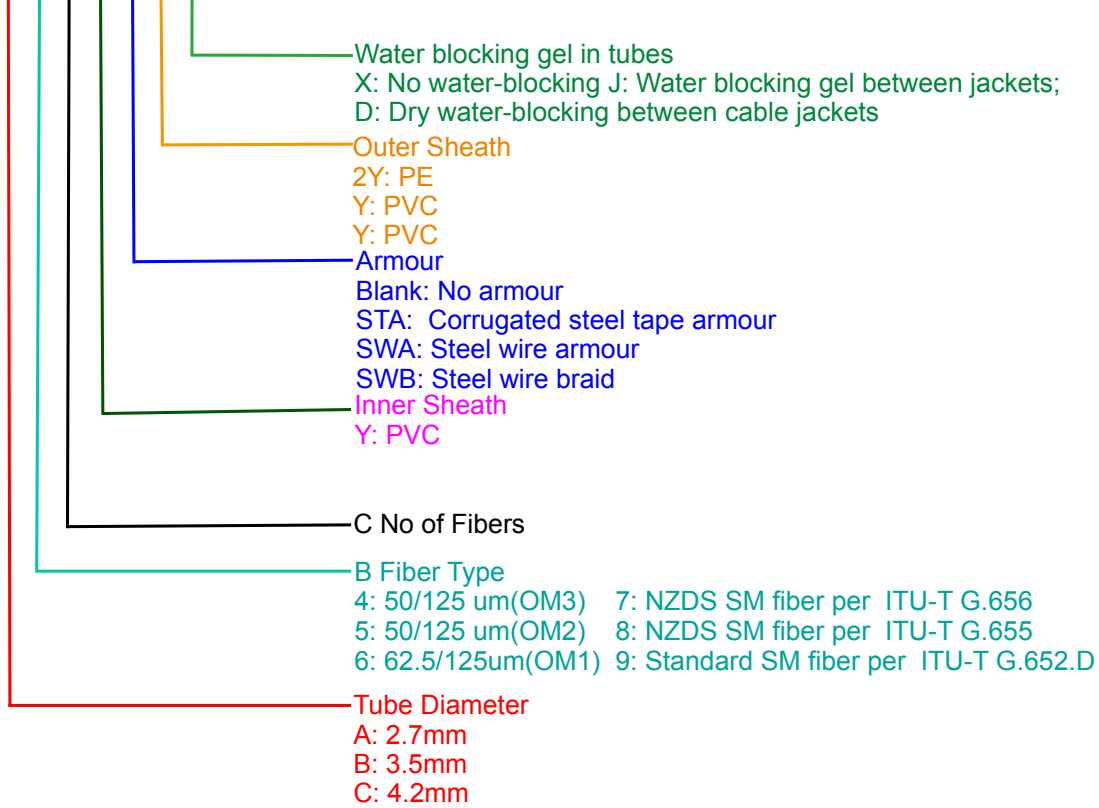 Water blocking gel in tubes
X: No water-blocking J: Water blocking gel between jackets;
D: Dry water-blocking between cable jackets
Outer Sheath
2Y: PE
Y: PVC
Y: PVC
Armour
Blank: No armour
STA:  Corrugated steel tape armour
SWA: Steel wire armour
SWB: Steel wire braid
Inner Sheath
Y: PVC
C No of Fibers
B Fiber Type
4: 50/125 um(OM3)    7: NZDS SM fiber per  ITU-T G.656
5: 50/125 um(OM2)    8: NZDS SM fiber per  ITU-T G.655
6: 62.5/125um(OM1)  9: Standard SM fiber per  ITU-T G.652.D
Tube Diameter
A: 2.7mm
B: 3.5mm
C: 4.2mm